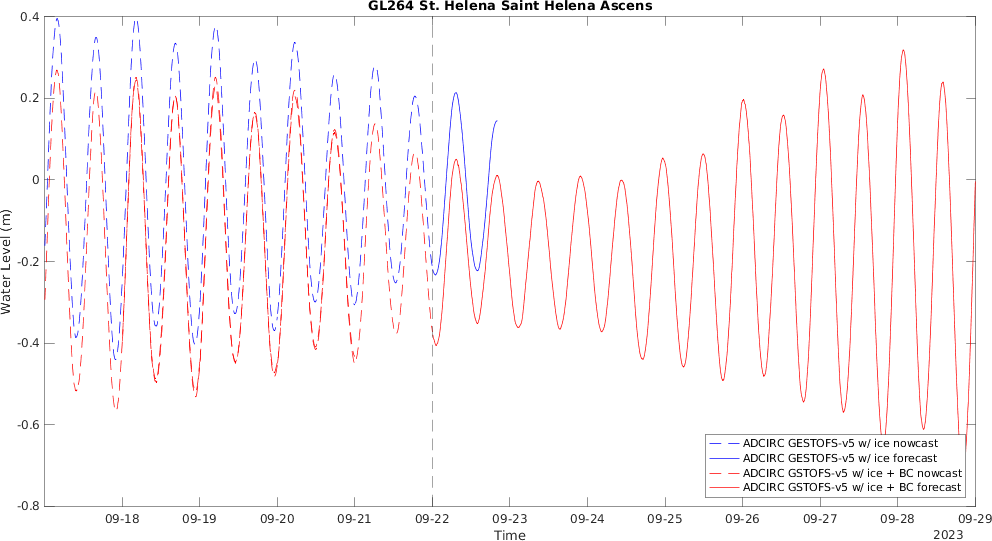 GL264 St. Helena Saint Helena Ascens
Water Level (m)
0.4
0.2
0
-0.2
-0.4
-0.6
-0.8
ADCIRC GESTOFS-v5 w/ ice nowcast
ADCIRC GESTOFS-v5 w/ ice forecast
ADCIRC GSTOFS-v5 w/ ice + BC nowcast
ADCIRC GSTOFS-v5 w/ ice + BC forecast
09-18 09-19 09-20 09-21 09-22 09-23 09-24 09-25 09-26 09-27 09-28 09-29
Time
2023